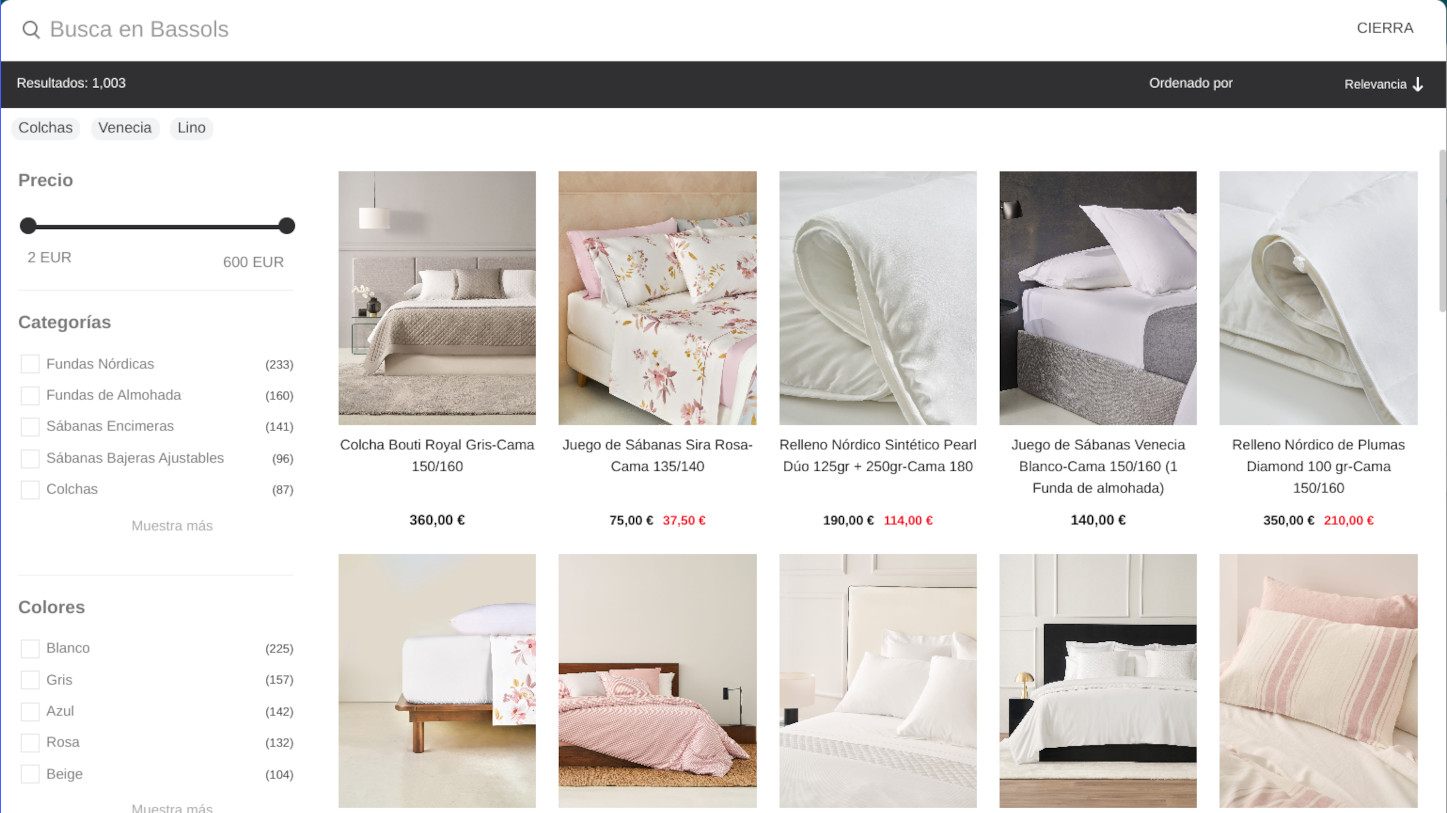 Busca en Bassols
CIERRA
Resultados: 1,003
Ordenado por
Relevancia
Colchas
Venecia
Lino
Precio
2 EUR
600 EUR
Categorías
Fundas Nórdicas (233)
Fundas de Almohada (160)
Sábanas Encimeras (141)
Sábanas Bajeras Ajustables (96)
Colchas (87)
Muestra más
Colores
Blanco (225)
Gris (157)
Azul (142)
Rosa (132)
Beige (104)
Muestra más
Colcha Bouti Royal Gris-Cama
150/160
360,00 €
Juego de Sábanas Sira Rosa-
Cama 135/140
75,00 € 37,50 €
Relleno Nórdico Sintético Pearl
Dúo 125gr + 250gr-Cama 180
190,00 € 114,00 €
Juego de Sábanas Venecia
Blanco-Cama 150/160 (1
Funda de almohada)
140,00 €
Relleno Nórdico de Plumas
Diamond 100 gr-Cama
150/160
350,00 € 210,00 €